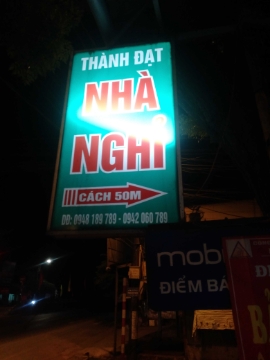 THÀNH ĐẠT
NHÀ
NGHỈ
CÁCH 50M
ĐĐ: 0948 199 789 - 0942 060 789
mob
ĐIỂM BÁ